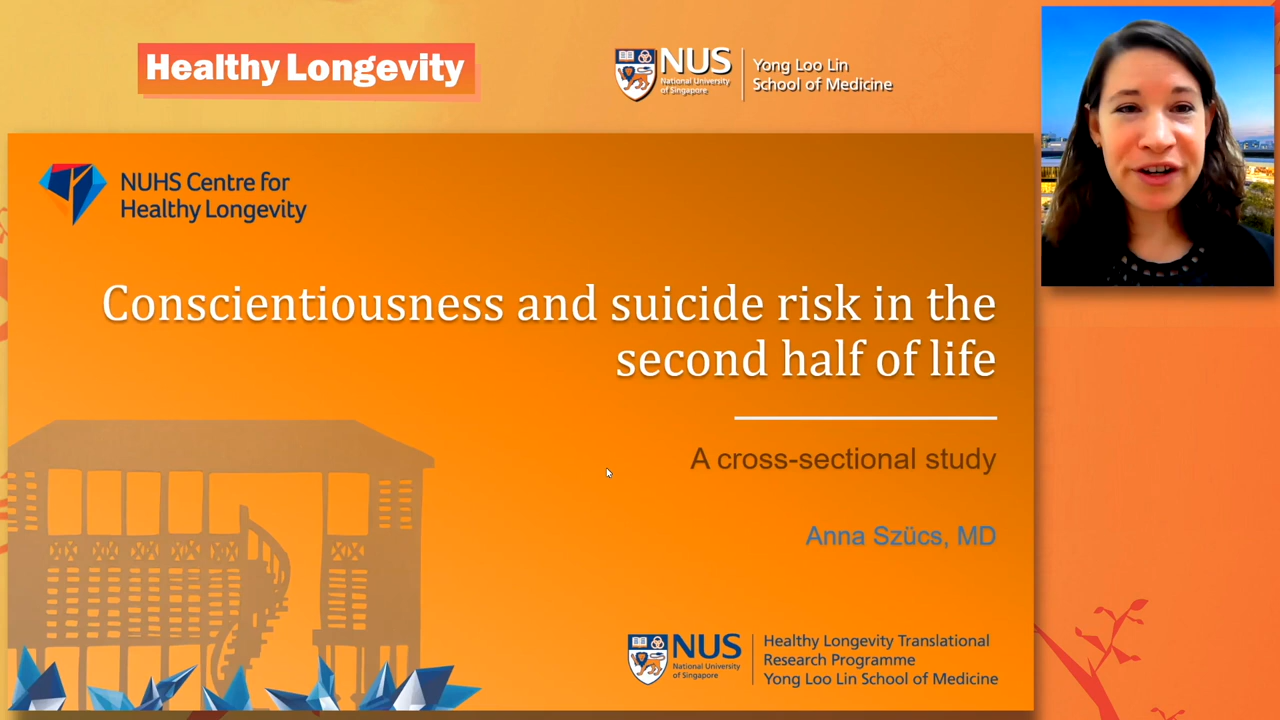 Healthy Longevity
NUS
National University
of Singapore
Yong Loo Lin
School of Medicine
NUHS Centre for
Healthy Longevity
Conscientiousness and suicide risk in the
second half of life
A cross-sectional study
Anna Szücs, MD
NUS
National University
of Singapore
Healthy Longevity Translational
Research Programme
Yong Loo Lin School of Medicine